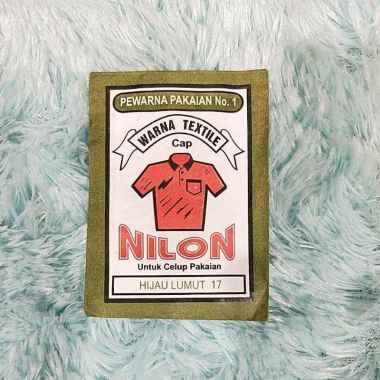 PEWARNA PAKAIAN No. 1
WARNA TEXTILE
Cap
NILON
Untuk Celup Pakaian
HIJAU LUMUT 17